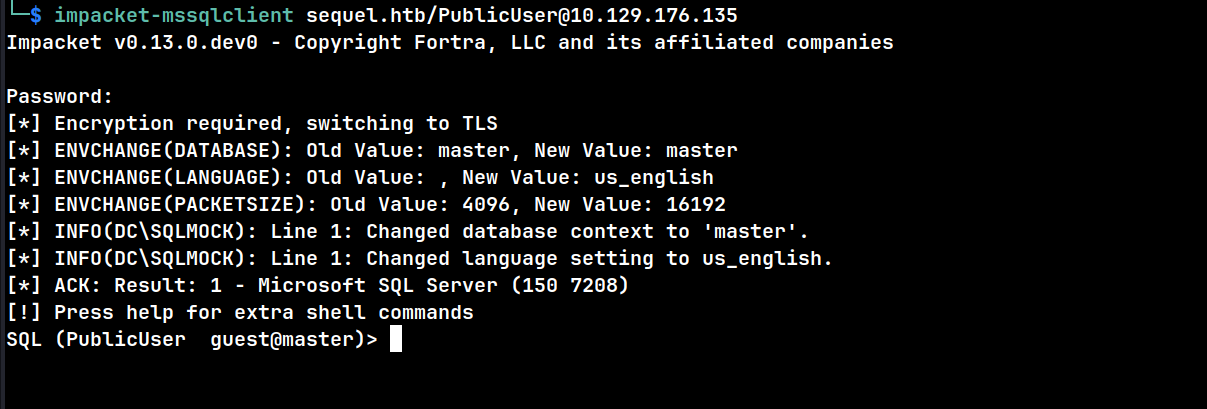 └─$ impacket-mssqlclient sequel.htb/PublicUser@10.129.176.135
Impacket v0.13.0.dev0 - Copyright Fortra, LLC and its affiliated companies

Password:
[*] Encryption required, switching to TLS
[*] ENVCHANGE(DATABASE): Old Value: master, New Value: master
[*] ENVCHANGE(LANGUAGE): Old Value: , New Value: us_english
[*] ENVCHANGE(PACKETSIZE): Old Value: 4096, New Value: 16192
[*] INFO(DC\SQLMOCK): Line 1: Changed database context to 'master'.
[*] INFO(DC\SQLMOCK): Line 1: Changed language setting to us_english.
[*] ACK: Result: 1 - Microsoft SQL Server (150 7208)
[!] Press help for extra shell commands
SQL (PublicUser  guest@master)>